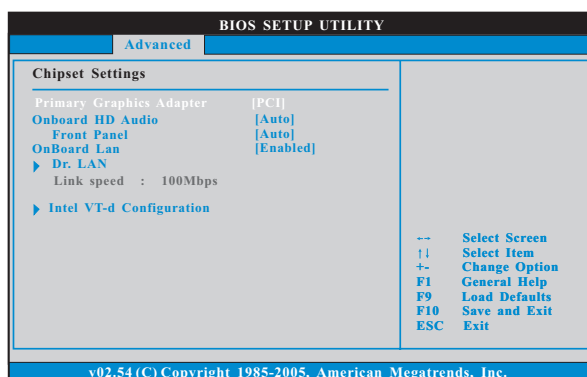 BIOS SETUP UTILITY
Advanced
Chipset Settings
Primary Graphics Adapter [PCI]
Onboard HD Audio [Auto]
Front Panel [Auto]
OnBoard Lan [Enabled]
Dr. LAN
Link speed : 100Mbps
Intel VT-d Configuration
←→ Select Screen
↑↓ Select Item
+- Change Option
F1 General Help
F9 Load Defaults
F10 Save and Exit
ESC Exit
v02.54 (C) Copyright 1985-2005, American Megatrends, Inc.